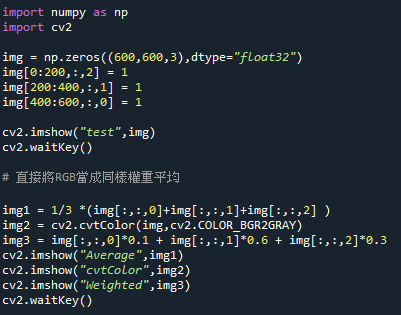 import numpy as np
import cv2
img = np.zeros((600,600,3),dtype="float32")
img[0:200,:,2] = 1
img[200:400,:,1] = 1
img[400:600,:,0] = 1
cv2.imshow("test",img)
cv2.waitKey()
# 直接將RGB當成同樣權重平均
img1 = 1/3 *(img[:,:,0]+img[:,:,1]+img[:,:,2] )
img2 = cv2.cvtColor(img,cv2.COLOR_BGR2GRAY)
img3 = img[:,:,0]*0.1 + img[:,:,1]*0.6 + img[:,:,2]*0.3
cv2.imshow("Average",img1)
cv2.imshow("cvtColor",img2)
cv2.imshow("Weighted",img3)
cv2.waitKey()